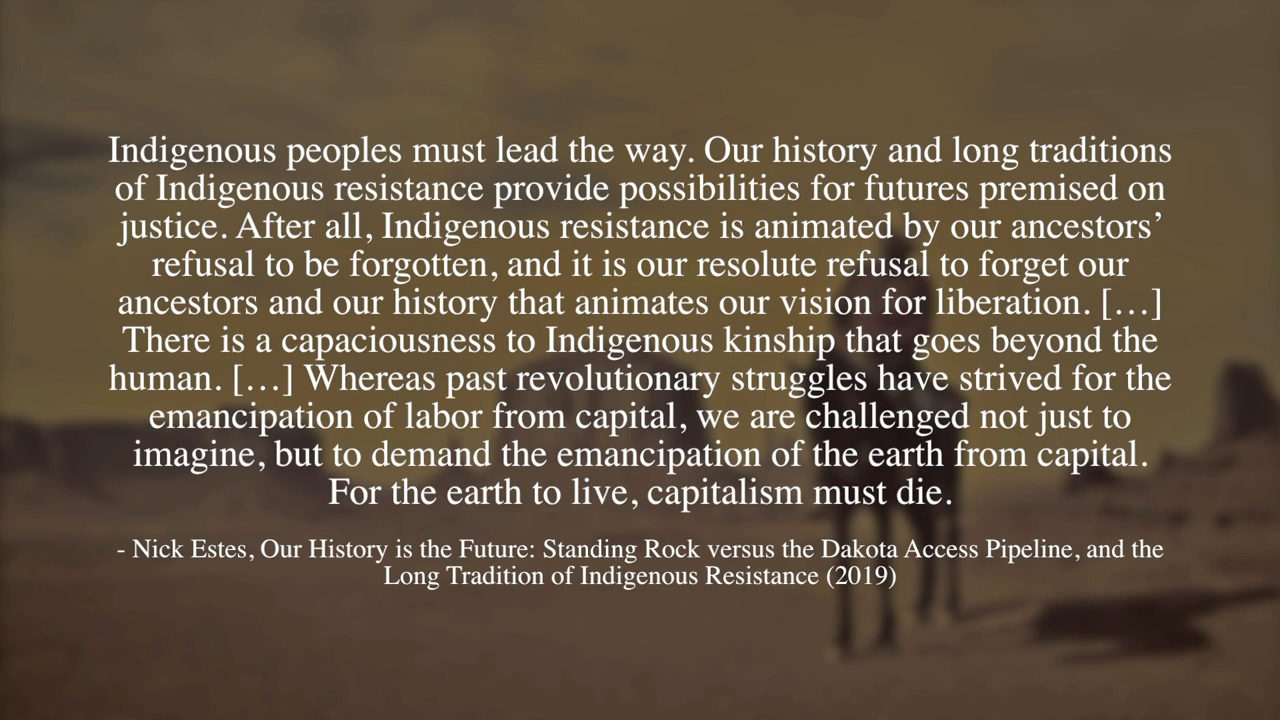 Indigenous peoples must lead the way. Our history and long traditions
of Indigenous resistance provide possibilities for futures premised on
justice. After all, Indigenous resistance is animated by our ancestors’
refusal to be forgotten, and it is our resolute refusal to forget our
ancestors and our history that animates our vision for liberation. […]
There is a capaciousness to Indigenous kinship that goes beyond the
human. […] Whereas past revolutionary struggles have strived for the
emancipation of labor from capital, we are challenged not just to
imagine, but to demand the emancipation of the earth from capital.
For the earth to live, capitalism must die.
- Nick Estes, Our History is the Future: Standing Rock versus the Dakota Access Pipeline, and the
Long Tradition of Indigenous Resistance (2019)